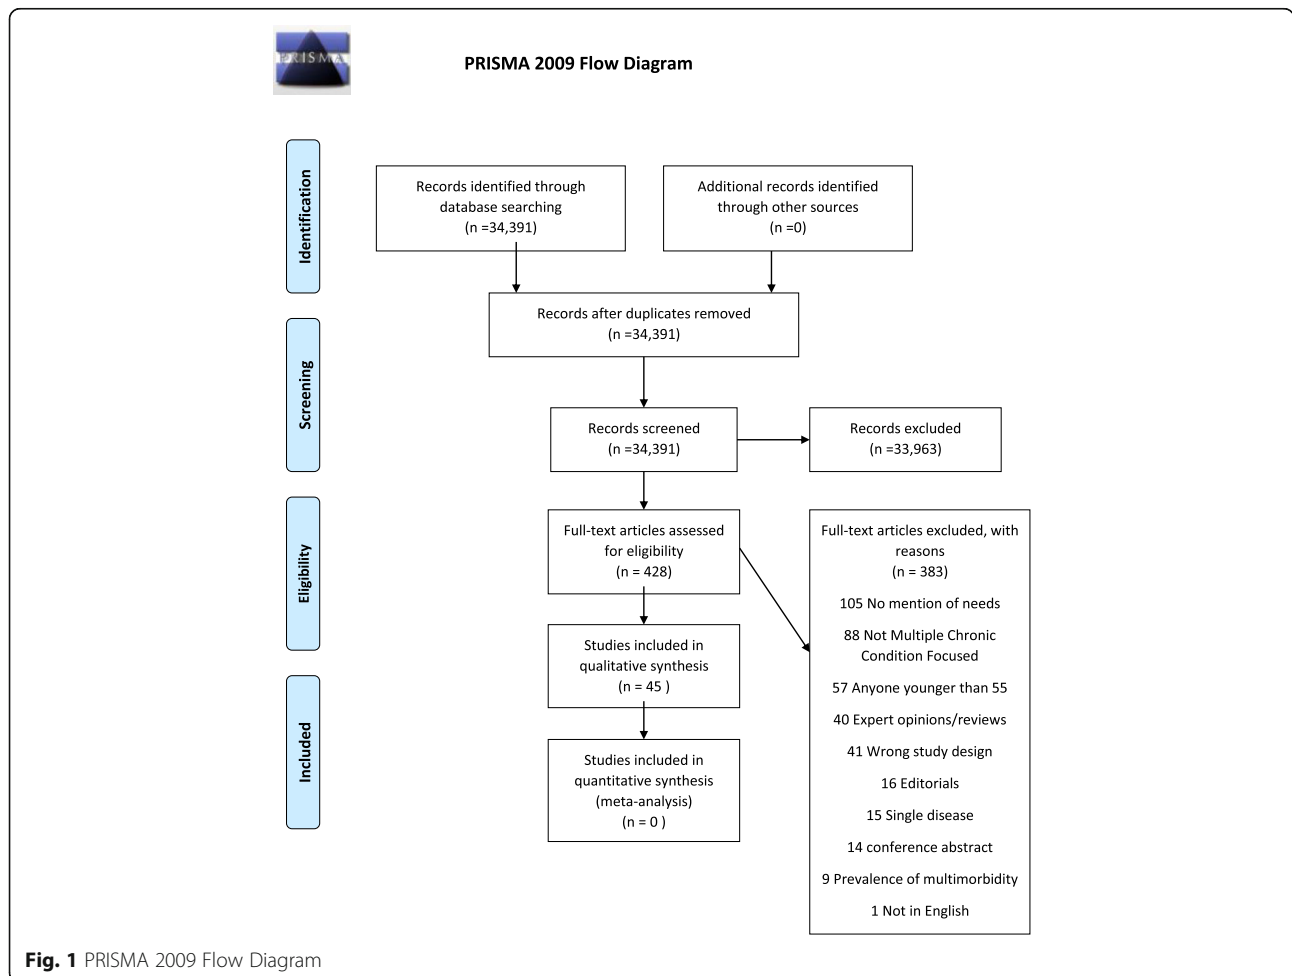 PRISMA
PRISMA 2009 Flow Diagram
Identification
Records identified through
database searching
(n =34,391)
Additional records identified
through other sources
(n =0)
Records after duplicates removed
(n =34,391)
Screening
Records screened
(n =34,391)
Records excluded
(n =33,963)
Eligibility
Full-text articles assessed
for eligibility
(n = 428)
Full-text articles excluded, with
reasons
(n = 383)
105 No mention of needs
88 Not Multiple Chronic
Condition Focused
57 Anyone younger than 55
40 Expert opinions/reviews
41 Wrong study design
16 Editorials
15 Single disease
14 conference abstract
9 Prevalence of multimorbidity
1 Not in English
Studies included in
qualitative synthesis
(n = 45 )
Included
Studies included in
quantitative synthesis
(meta-analysis)
(n = 0 )
Fig. 1 PRISMA 2009 Flow Diagram